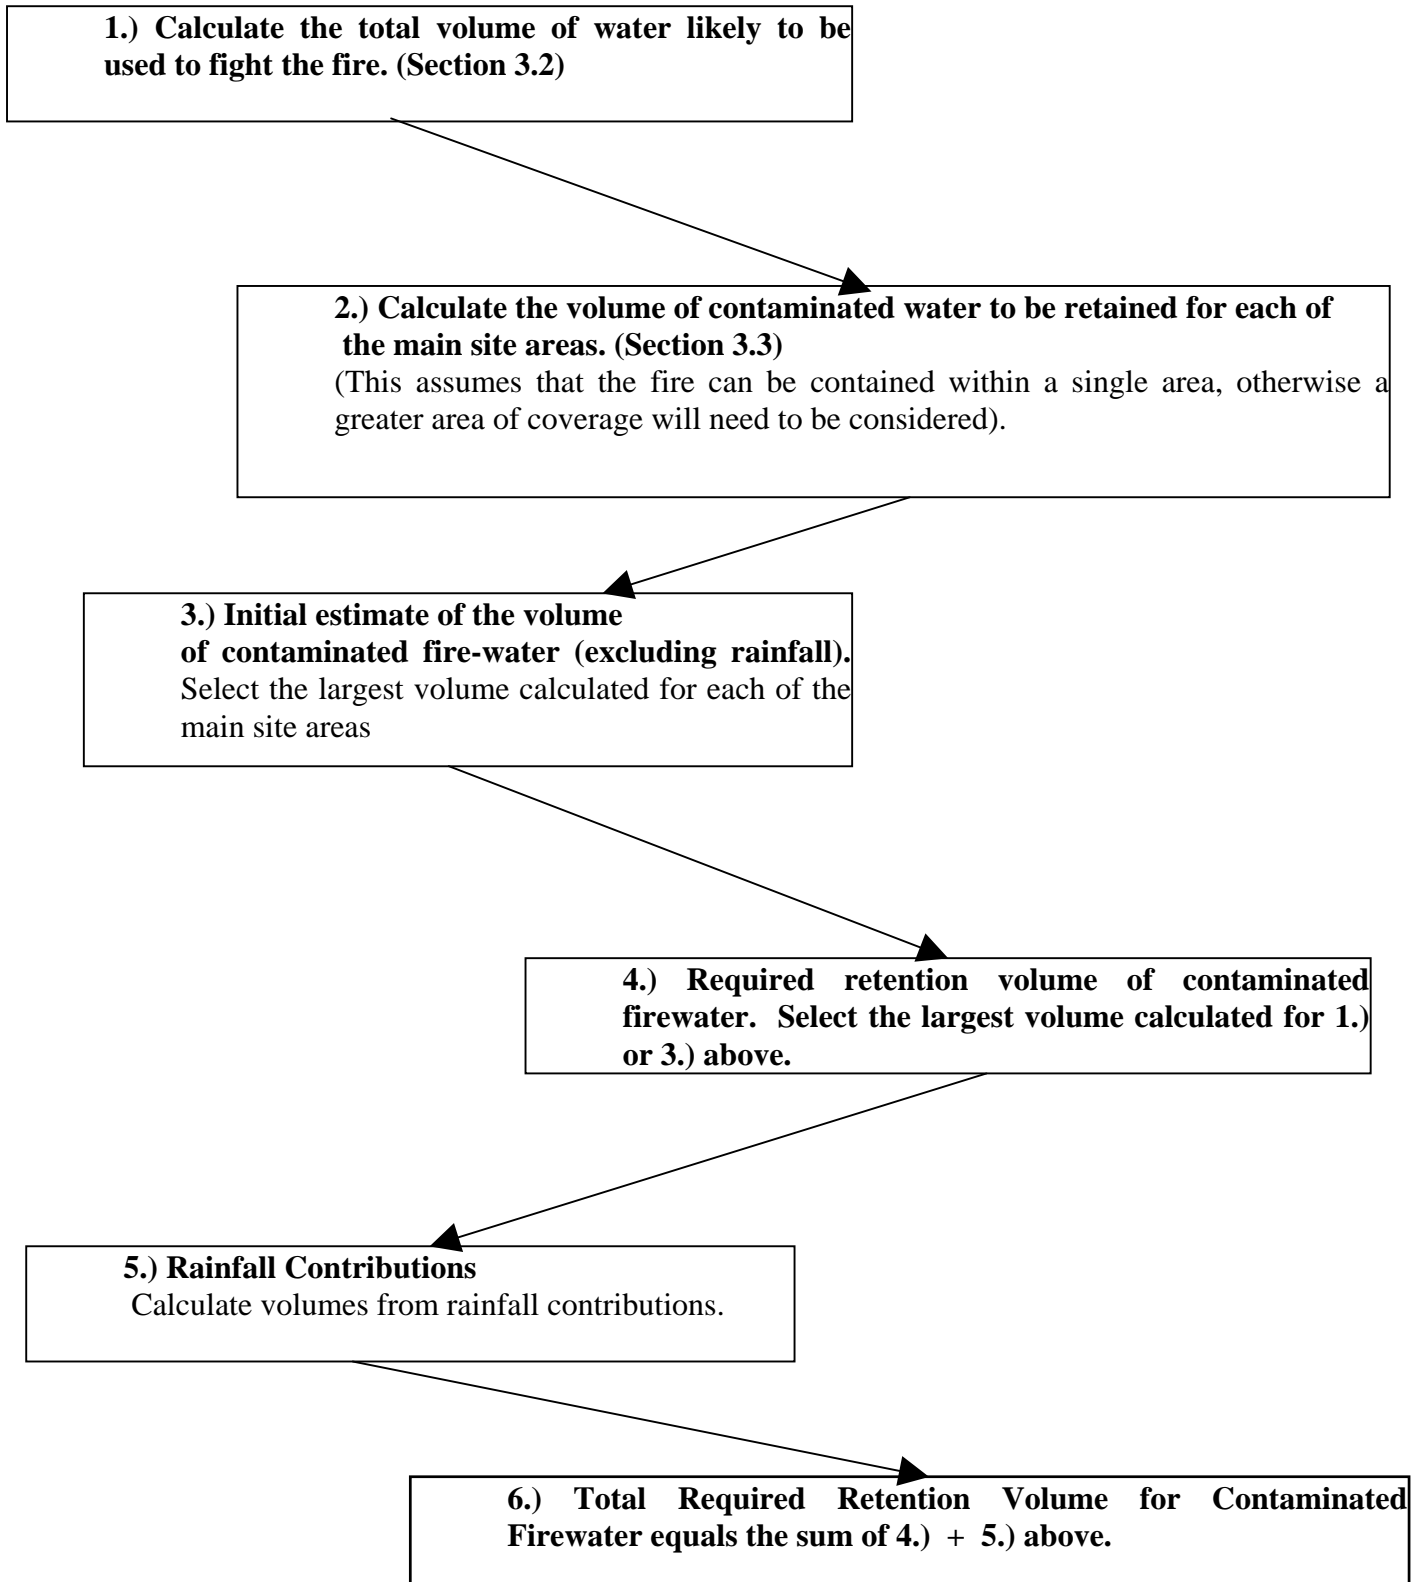 1.) Calculate the total volume of water likely to be
used to fight the fire. (Section 3.2)
2.) Calculate the volume of contaminated water to be retained for each of
the main site areas. (Section 3.3)
(This assumes that the fire can be contained within a single area, otherwise a
greater area of coverage will need to be considered).
3.) Initial estimate of the volume
of contaminated fire-water (excluding rainfall).
Select the largest volume calculated for each of the
main site areas
4.) Required retention volume of contaminated
firewater. Select the largest volume calculated for 1.)
or 3.) above.
5.) Rainfall Contributions
Calculate volumes from rainfall contributions.
6.) Total Required Retention Volume for Contaminated
Firewater equals the sum of 4.) + 5.) above.